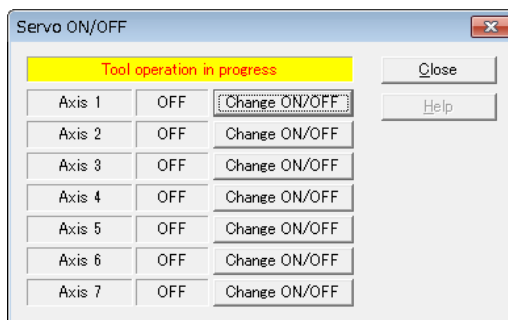 Servo ON/OFF
Tool operation in progress
Close
Axis 1 OFF Change ON/OFF
Help
Axis 2 OFF Change ON/OFF
Axis 3 OFF Change ON/OFF
Axis 4 OFF Change ON/OFF
Axis 5 OFF Change ON/OFF
Axis 6 OFF Change ON/OFF
Axis 7 OFF Change ON/OFF